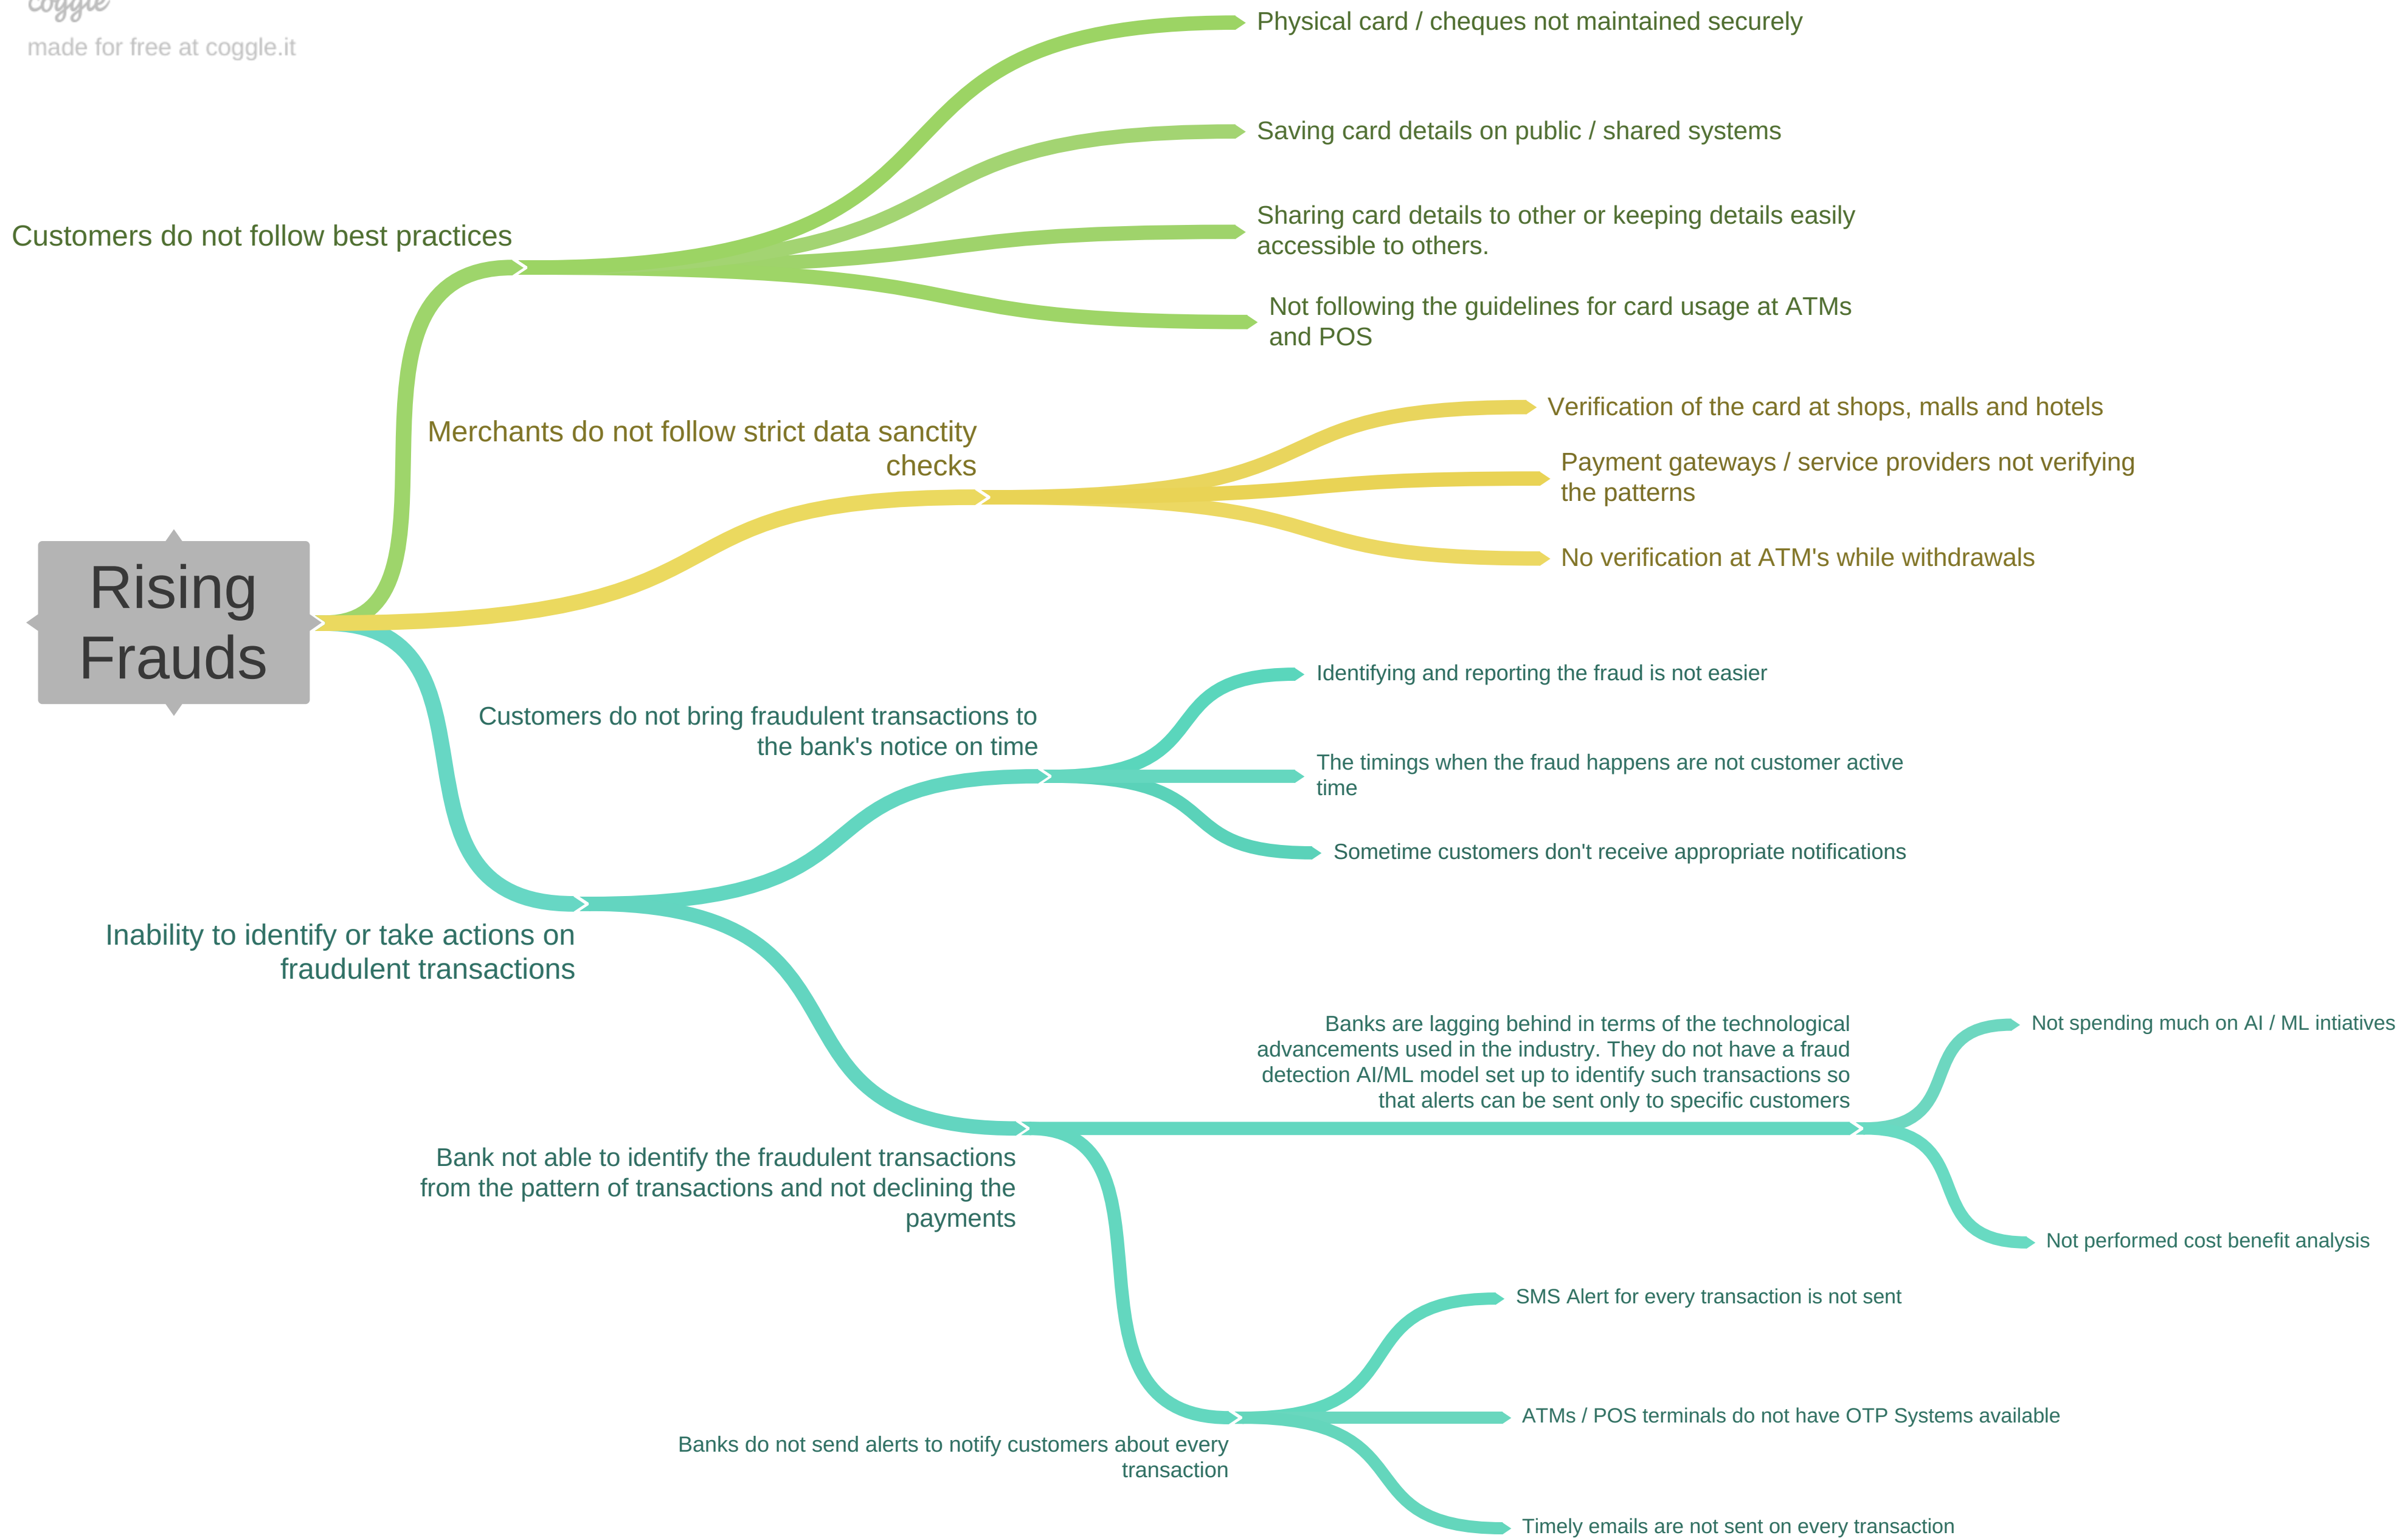 coggle
made for free at coggle.it
Physical card / cheques not maintained securely
Saving card details on public / shared systems
Sharing card details to other or keeping details easily
accessible to others.
Customers do not follow best practices
Not following the guidelines for card usage at ATMs
and POS
Verification of the card at shops, malls and hotels
Merchants do not follow strict data sanctity
checks
Payment gateways / service providers not verifying
the patterns
No verification at ATM's while withdrawals
Rising
Frauds
Identifying and reporting the fraud is not easier
Customers do not bring fraudulent transactions to
the bank's notice on time
The timings when the fraud happens are not customer active
time
Sometime customers don't receive appropriate notifications
Inability to identify or take actions on
fraudulent transactions
Banks are lagging behind in terms of the technological
advancements used in the industry. They do not have a fraud
detection AI/ML model set up to identify such transactions so
that alerts can be sent only to specific customers
Not spending much on AI / ML intiatives
Bank not able to identify the fraudulent transactions
from the pattern of transactions and not declining the
payments
Not performed cost benefit analysis
SMS Alert for every transaction is not sent
ATMs / POS terminals do not have OTP Systems available
Banks do not send alerts to notify customers about every
transaction
Timely emails are not sent on every transaction